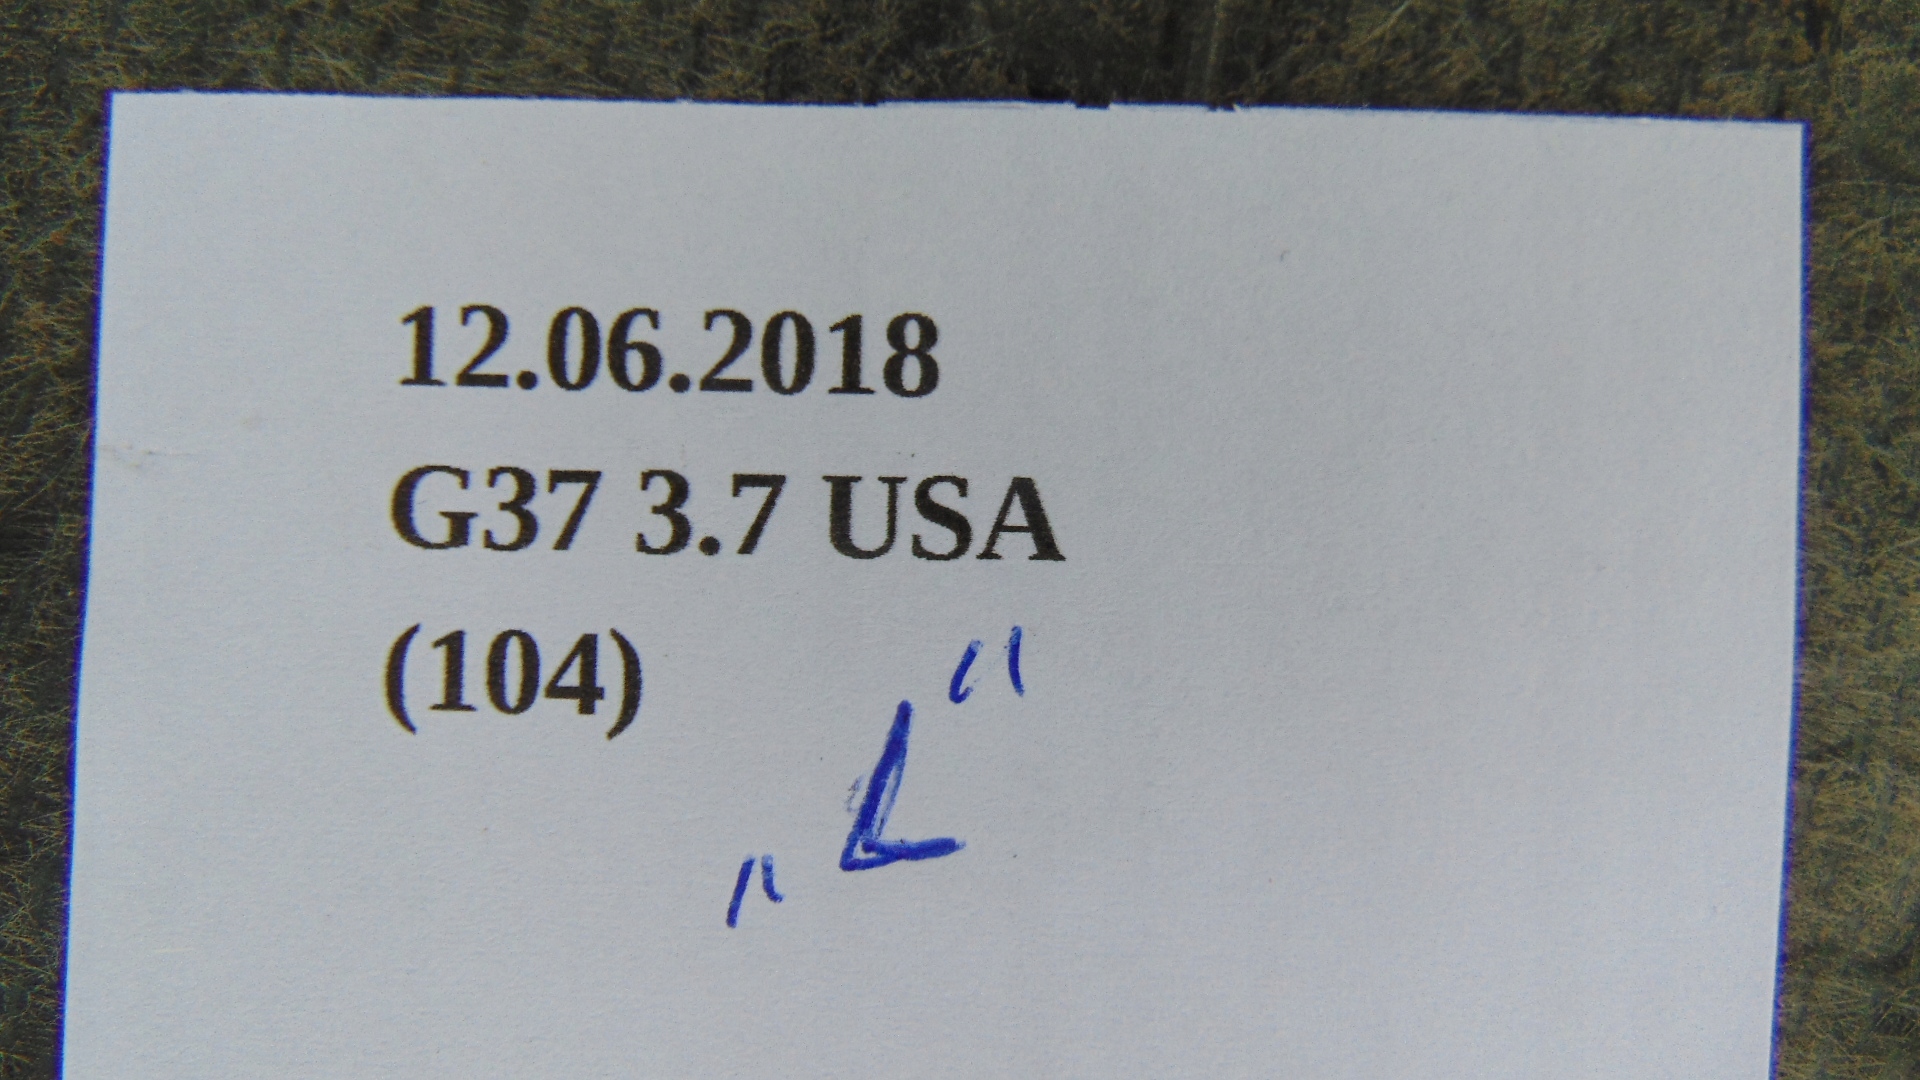 12.06.2018
G37 3.7 USA
(104)
„L“